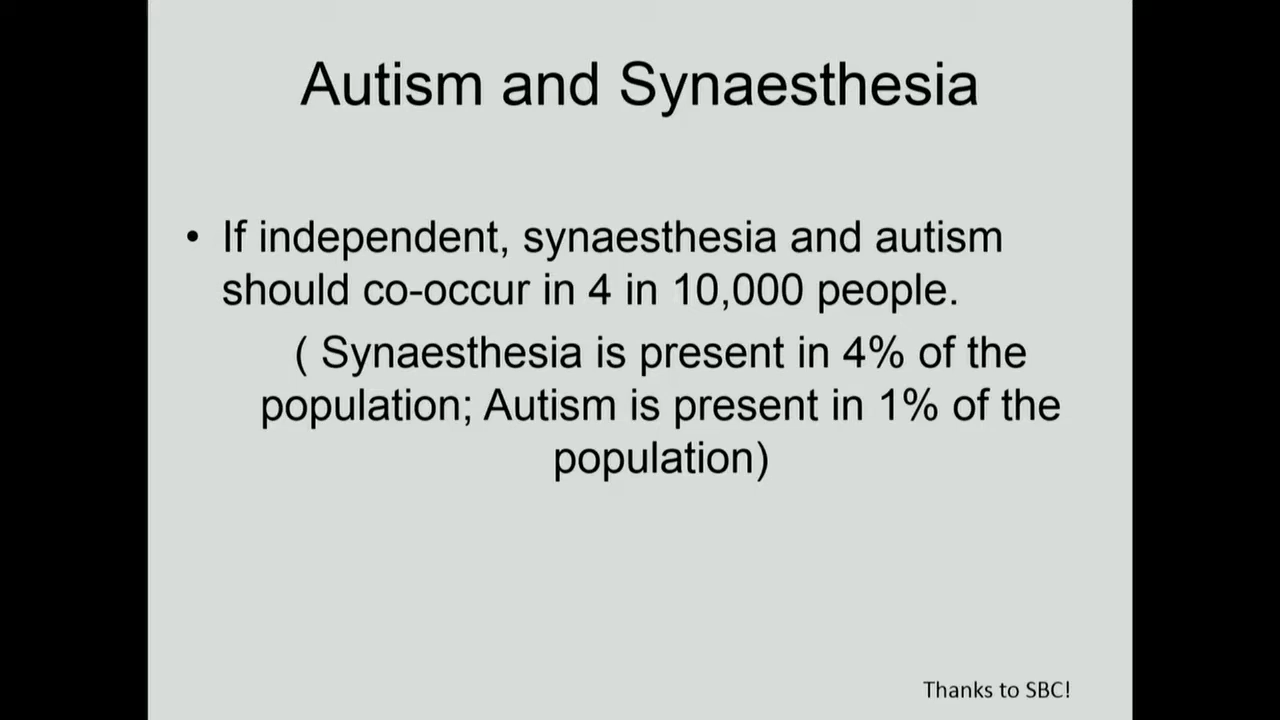 Autism and Synaesthesia
• If independent, synaesthesia and autism
should co-occur in 4 in 10,000 people.
( Synaesthesia is present in 4% of the
population; Autism is present in 1% of the
population)
Thanks to SBC!